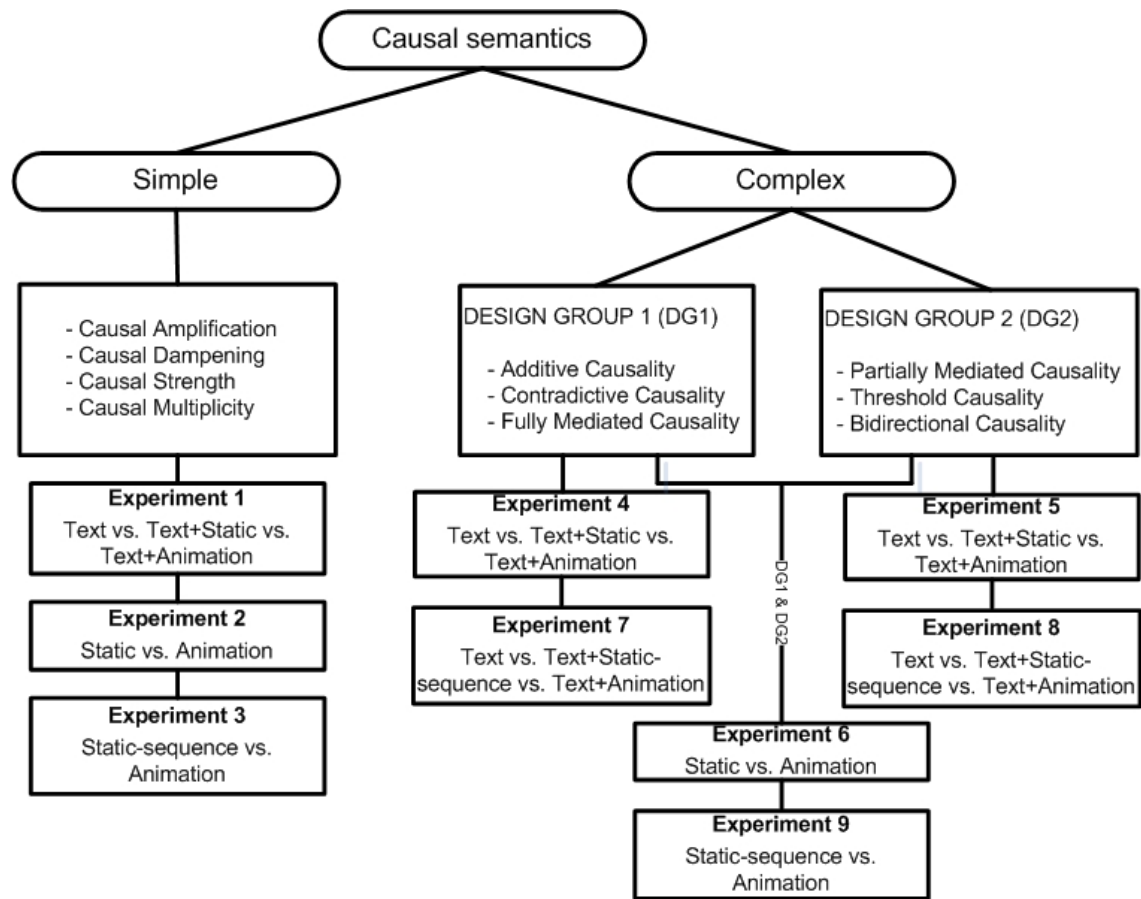 Causal semantics
Simple
Complex
- Causal Amplification
- Causal Dampening
- Causal Strength
- Causal Multiplicity
DESIGN GROUP 1 (DG1)
- Additive Causality
- Contradictive Causality
- Fully Mediated Causality
DESIGN GROUP 2 (DG2)
- Partially Mediated Causality
- Threshold Causality
- Bidirectional Causality
Experiment 1
Text vs. Text+Static vs.
Text+Animation
Experiment 2
Static vs. Animation
Experiment 3
Static-sequence vs.
Animation
Experiment 4
Text vs. Text+Static vs.
Text+Animation
Experiment 7
Text vs. Text+Static-
sequence vs. Text+Animation
DG1 & DG2
Experiment 5
Text vs. Text+Static vs.
Text+Animation
Experiment 8
Text vs. Text+Static-
sequence vs. Text+Animation
Experiment 6
Static vs. Animation
Experiment 9
Static-sequence vs.
Animation